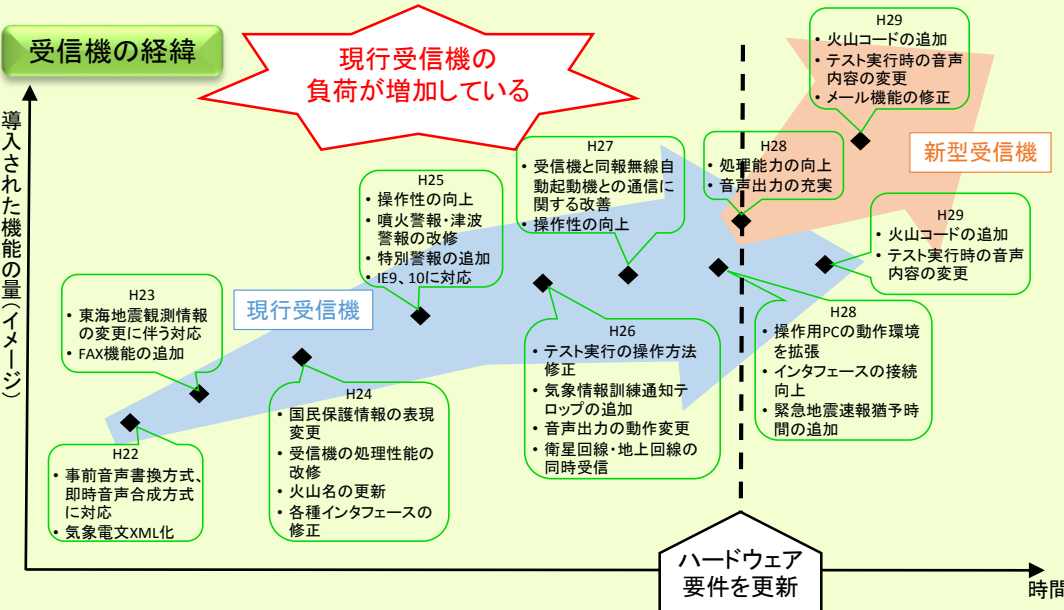 受信機の経緯
現行受信機の
負荷が増加している
導入された機能の量（イメージ）
H22
• 事前音声書換方式、
即時音声合成方式
に対応
• 気象電文XML化
H23
• 東海地震観測情報
の変更に伴う対応
• FAX機能の追加
現行受信機
H24
• 国民保護情報の表現
変更
• 受信機の処理性能の
改修
• 火山名の更新
• 各種インタフェースの
修正
H25
• 操作性の向上
• 噴火警報・津波
警報の改修
• 特別警報の追加
• IE9、10に対応
H26
• テスト実行の操作方法
修正
• 気象情報訓練通知テ
ロップの追加
• 音声出力の動作変更
• 衛星回線・地上回線の
同時受信
H27
• 受信機と同報無線自
動起動機との通信に
関する改善
• 操作性の向上
H28
• 処理能力の向上
• 音声出力の充実
H28
• 操作用PCの動作環境
を拡張
• インタフェースの接続
向上
• 緊急地震速報猶予時
間の追加
H29
• 火山コードの追加
• テスト実行時の音声
内容の変更
• メール機能の修正
新型受信機
H29
• 火山コードの追加
• テスト実行時の音声
内容の変更
ハードウェア
要件を更新
時間